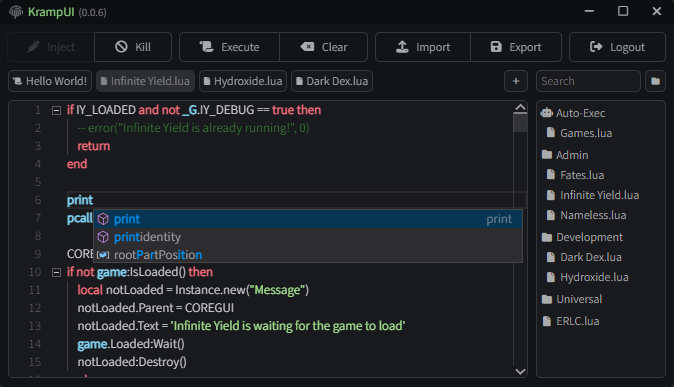 KrampUI (0.0.6)
Inject Kill Execute Clear Import Export Logout
Hello World! Infinite Yield.lua Hydroxide.lua Dark Dex.lua + Search
1 if IY_LOADED and not _G.IY_DEBUG == true then
2 -- error("Infinite Yield is already running!", 0)
3 return
4 end
5
6 print
7 pcall
print print
printidentity
rootPartPosition
8
9 CORE
10 if not game:IsLoaded() then
11 local notLoaded = Instance.new("Message")
12 notLoaded.Parent = COREGUI
13 notLoaded.Text = 'Infinite Yield is waiting for the game to load'
14 game.Loaded:Wait()
15 notLoaded:Destroy()
16
Auto-Exec
Games.lua
Admin
Fates.lua
Infinite Yield.lua
Nameless.lua
Development
Dark Dex.lua
Hydroxide.lua
Universal
ERLC.lua